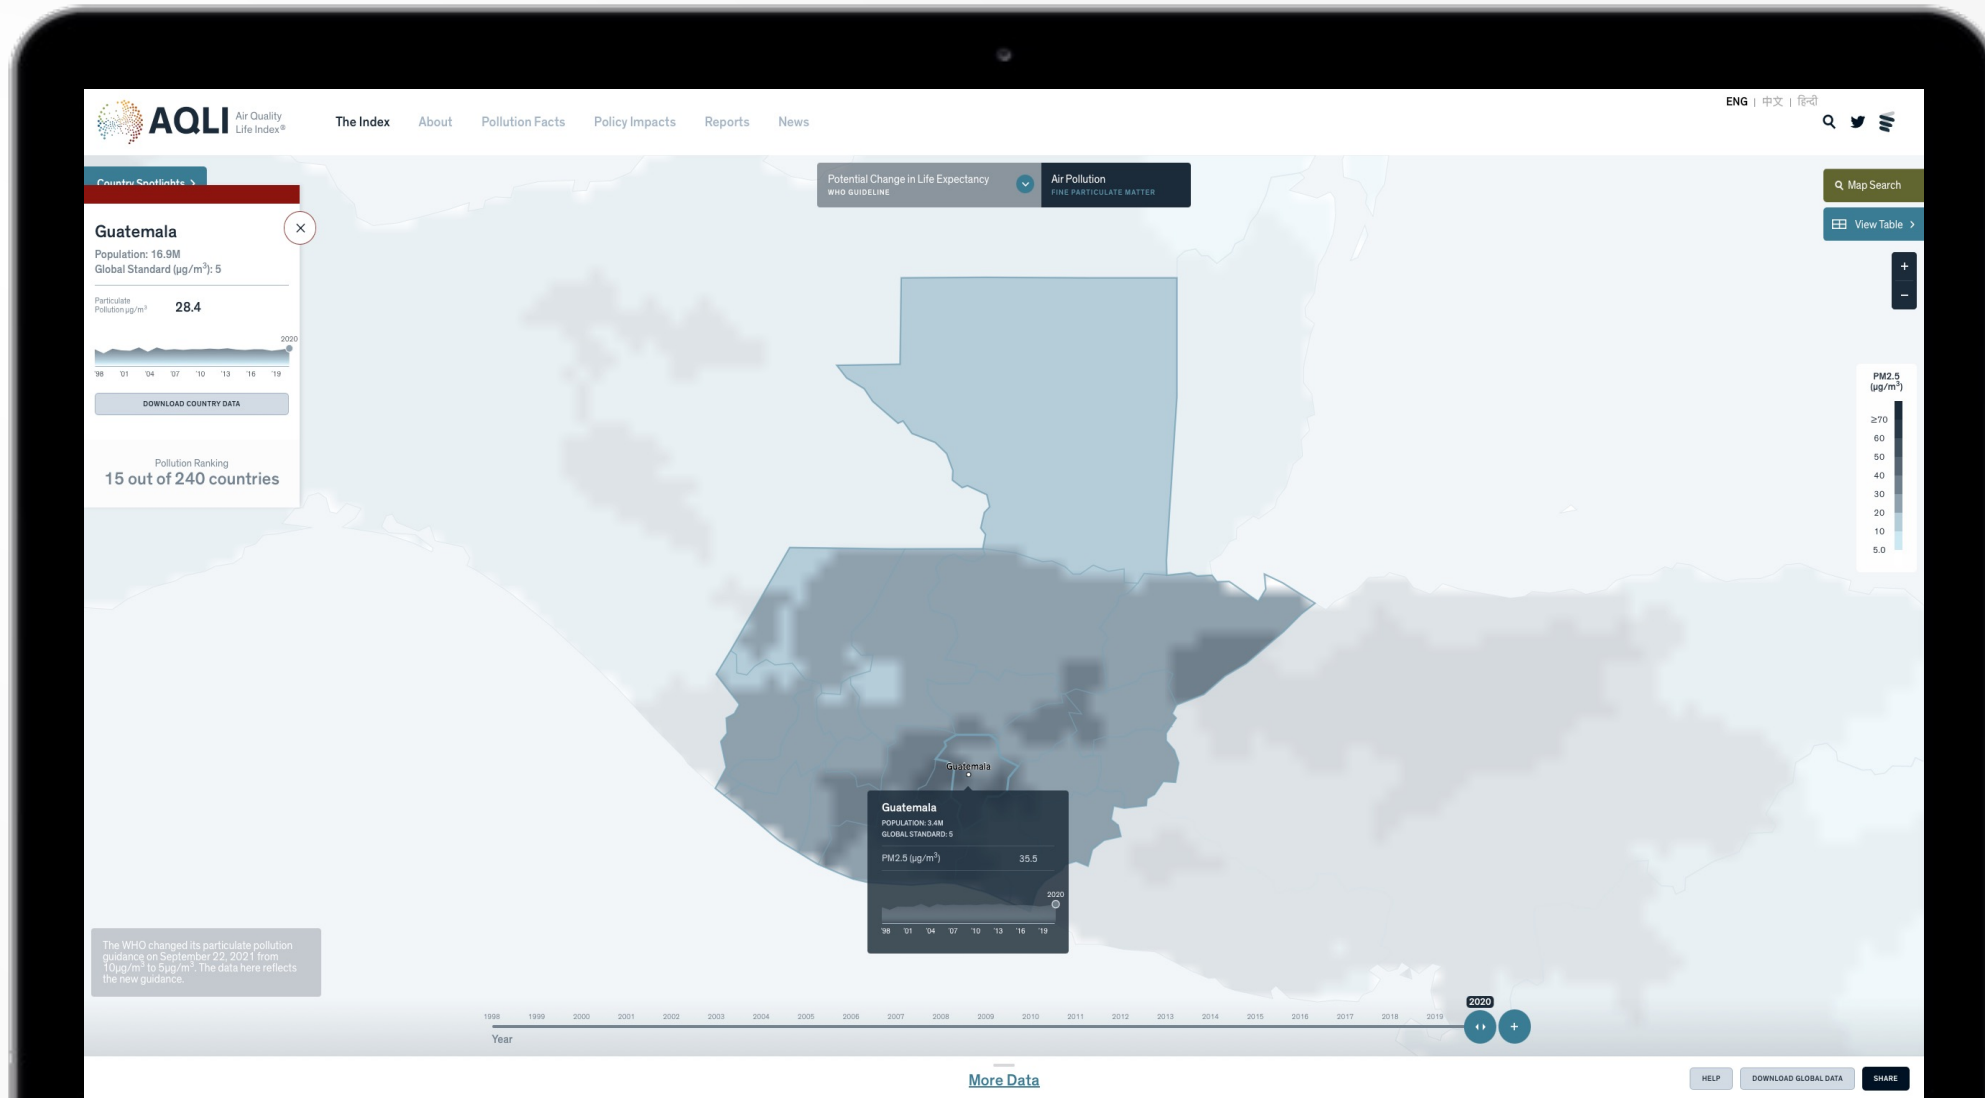 ENG | 中文 | हिन्दी
AQLI Air Quality
Life Index®
The Index About Pollution Facts Policy Impacts Reports News
Country Spotlights >
Potential Change in Life Expectancy
WHO GUIDELINE
Air Pollution
FINE PARTICULATE MATTER
Map Search
View Table >
+
−
Guatemala
Population: 16.9M
Global Standard (µg/m³): 5
Particulate
Pollution µg/m³
28.4
2020
'98 '01 '04 '07 '10 '13 '16 '19
DOWNLOAD COUNTRY DATA
Pollution Ranking
15 out of 240 countries
PM2.5
(µg/m³)
≥70
60
50
40
30
20
10
5.0
Guatemala
Guatemala
POPULATION: 3.4M
GLOBAL STANDARD: 5
PM2.5 (µg/m³) 35.5
2020
'98 '01 '04 '07 '10 '13 '16 '19
The WHO changed its particulate pollution
guidance on September 22, 2021 from
10µg/m³ to 5µg/m³. The data here reflects
the new guidance.
2020
1998 1999 2000 2001 2002 2003 2004 2005 2006 2007 2008 2009 2010 2011 2012 2013 2014 2015 2016 2017 2018 2019
Year
More Data
HELP DOWNLOAD GLOBAL DATA SHARE